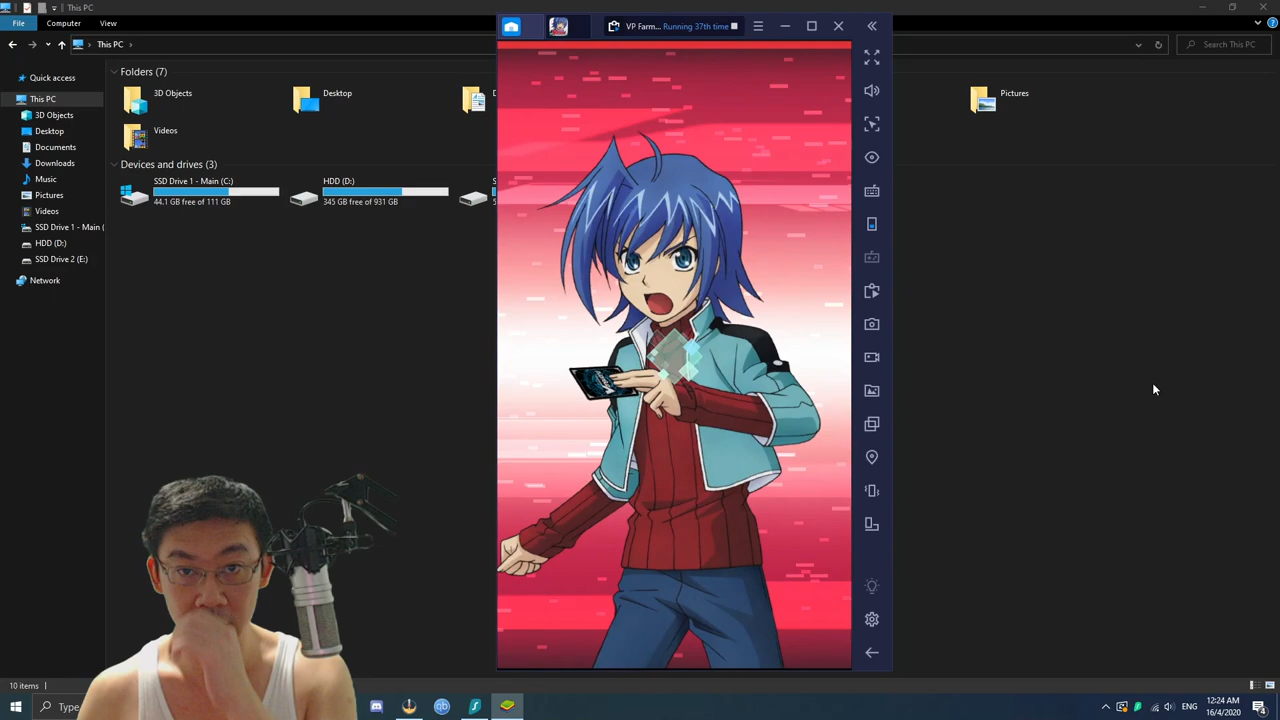 This PC
VP Farm... Running 37th time
File
Computer
View
This PC
Search This PC
Quick access
This PC
3D Objects
Desktop
Documents
Downloads
Music
Pictures
Videos
SSD Drive 1 - Main (
HDD (D:)
SSD Drive 2 (E:)
Network
Folders (7)
3D Objects
Desktop
D
Pictures
Videos
Devices and drives (3)
SSD Drive 1 - Main (C:)
44.1 GB free of 111 GB
HDD (D:)
345 GB free of 931 GB
S
5
10 items
Type
ENG
12:24 AM
16/4/2020
4